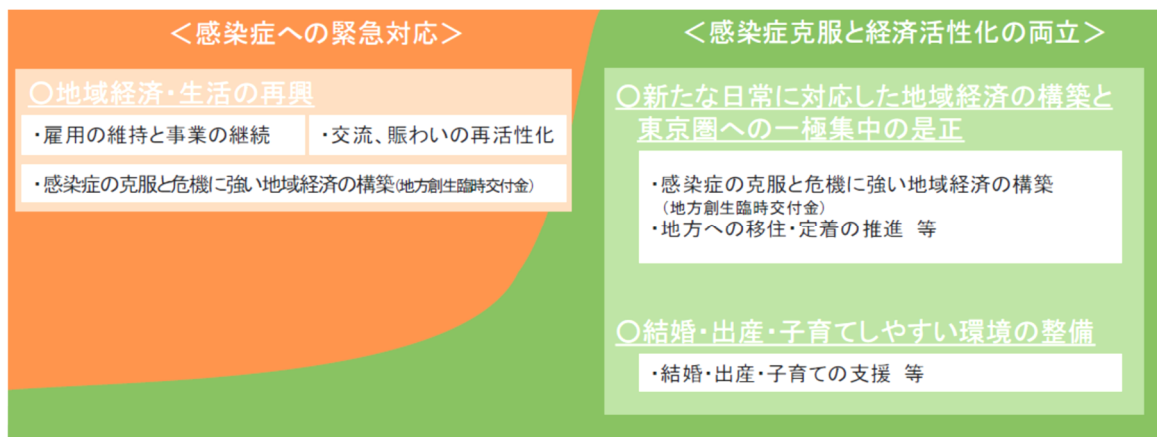 ＜感染症への緊急対応＞
〇地域経済・生活の再興
・雇用の維持と事業の継続
・交流、賑わいの再活性化
・感染症の克服と危機に強い地域経済の構築(地方創生臨時交付金)
＜感染症克服と経済活性化の両立＞
〇新たな日常に対応した地域経済の構築と
東京圏への一極集中の是正
・感染症の克服と危機に強い地域経済の構築
（地方創生臨時交付金）
・地方への移住・定着の推進 等
〇結婚・出産・子育てしやすい環境の整備
・結婚・出産・子育ての支援 等